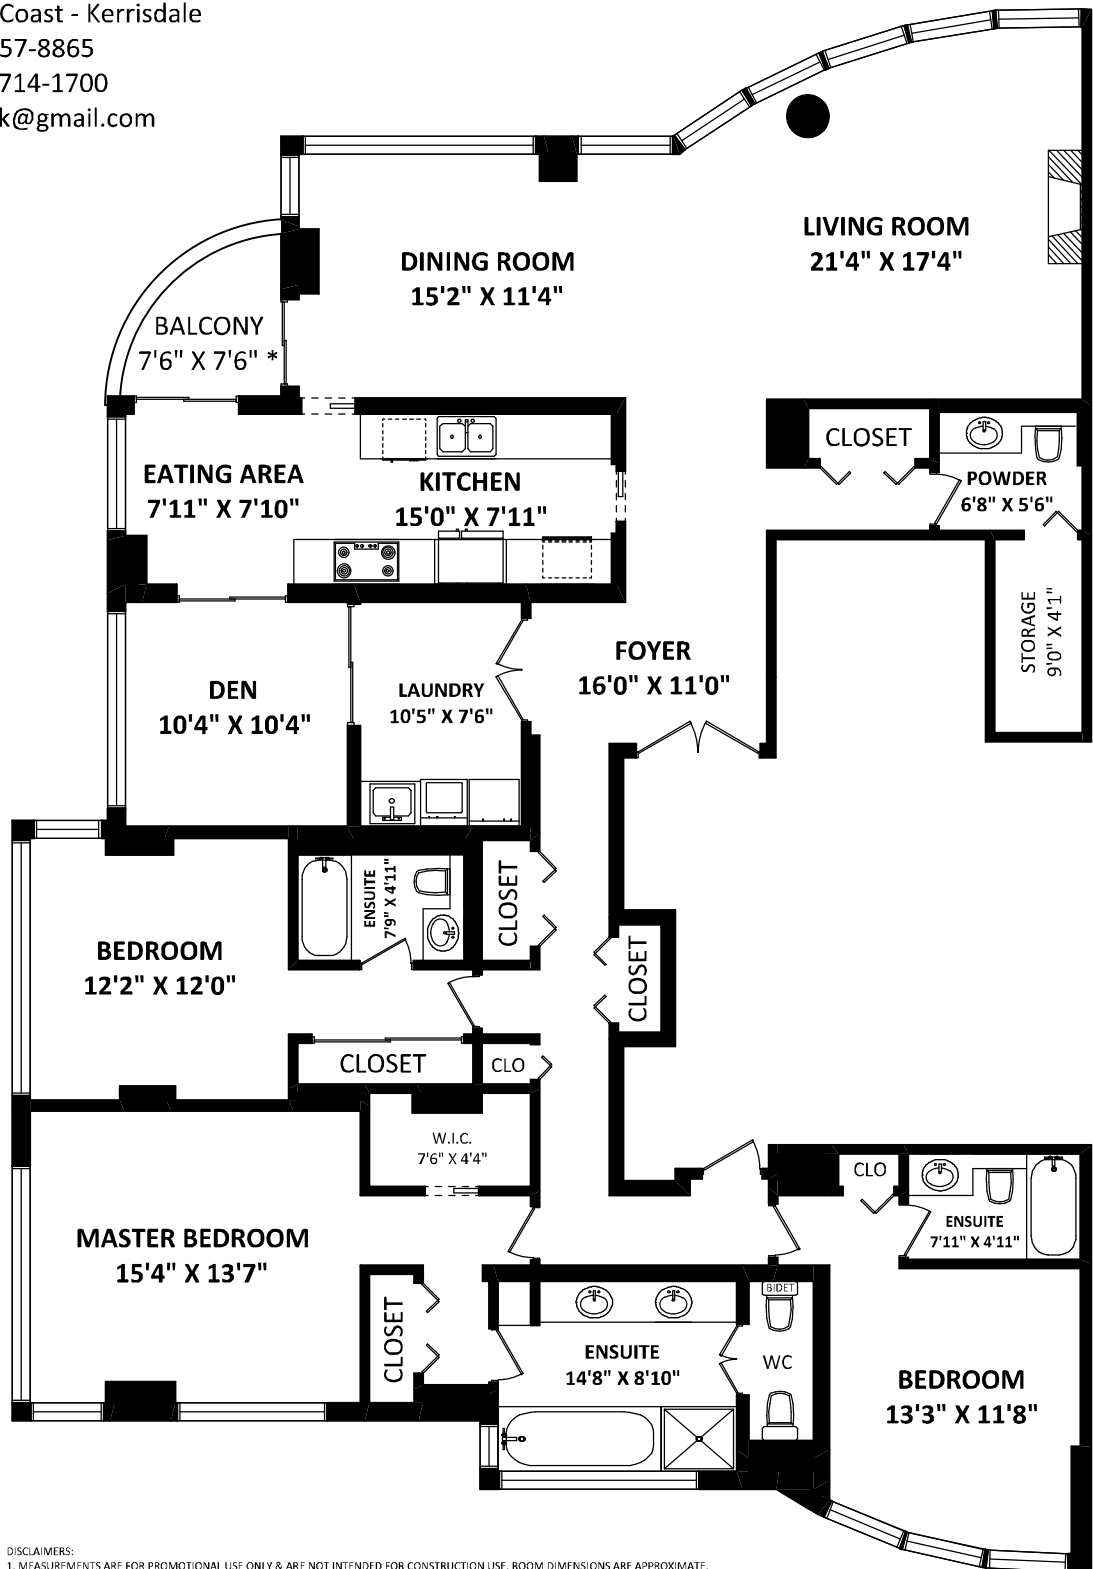 Coast - Kerrisdale
57-8865
714-1700
k@gmail.com
LIVING ROOM
21'4" X 17'4"
DINING ROOM
15'2" X 11'4"
BALCONY
7'6" X 7'6" *
CLOSET
EATING AREA
7'11" X 7'10"
KITCHEN
15'0" X 7'11"
POWDER
6'8" X 5'6"
STORAGE
9'0" X 4'1"
FOYER
16'0" X 11'0"
DEN
10'4" X 10'4"
LAUNDRY
10'5" X 7'6"
ENSUITE
7'9" X 4'11"
CLOSET
BEDROOM
12'2" X 12'0"
CLOSET
CLOSET
CLO
W.I.C.
7'6" X 4'4"
CLO
ENSUITE
7'11" X 4'11"
MASTER BEDROOM
15'4" X 13'7"
CLOSET
BIDET
ENSUITE
14'8" X 8'10"
WC
BEDROOM
13'3" X 11'8"
DISCLAIMERS:
1. MEASUREMENTS ARE FOR PROMOTIONAL USE ONLY & ARE NOT INTENDED FOR CONSTRUCTION USE. ROOM DIMENSIONS ARE APPROXIMATE.